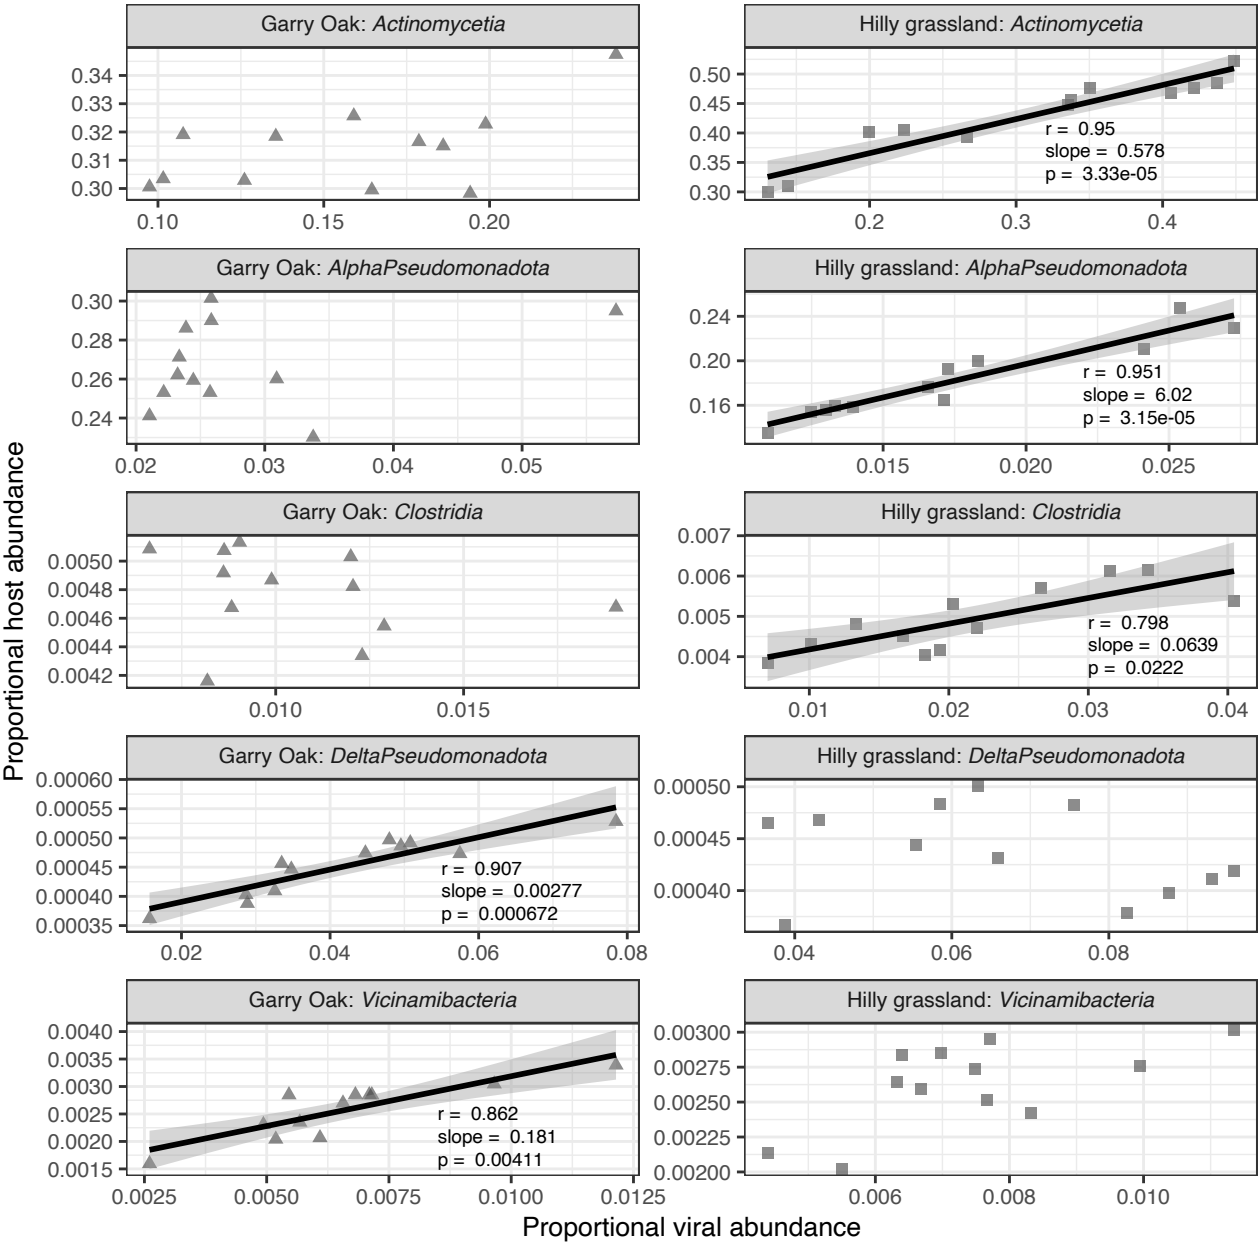 Garry Oak: Actinomycetia
0.34
0.33
0.32
0.31
0.30
0.10
0.15
0.20
Hilly grassland: Actinomycetia
0.50
0.45
0.40
0.35
0.30
r = 0.95
slope = 0.578
p = 3.33e-05
0.2
0.3
0.4
Garry Oak: AlphaPseudomonadota
0.30
0.28
0.26
0.24
0.02
0.03
0.04
0.05
Hilly grassland: AlphaPseudomonadota
0.24
0.20
0.16
r = 0.951
slope = 6.02
p = 3.15e-05
0.015
0.020
0.025
Proportional host abundance
Garry Oak: Clostridia
0.0050
0.0048
0.0046
0.0044
0.0042
0.010
0.015
Hilly grassland: Clostridia
0.007
0.006
0.005
0.004
r = 0.798
slope = 0.0639
p = 0.0222
0.01
0.02
0.03
0.04
Garry Oak: DeltaPseudomonadota
0.00060
0.00055
0.00050
0.00045
0.00040
0.00035
r = 0.907
slope = 0.00277
p = 0.000672
0.02
0.04
0.06
0.08
Hilly grassland: DeltaPseudomonadota
0.00050
0.00045
0.00040
0.04
0.06
0.08
Garry Oak: Vicinamibacteria
0.0040
0.0035
0.0030
0.0025
0.0020
0.0015
r = 0.862
slope = 0.181
p = 0.00411
0.0025
0.0050
0.0075
0.0100
0.0125
Hilly grassland: Vicinamibacteria
0.00300
0.00275
0.00250
0.00225
0.00200
0.006
0.008
0.010
Proportional viral abundance